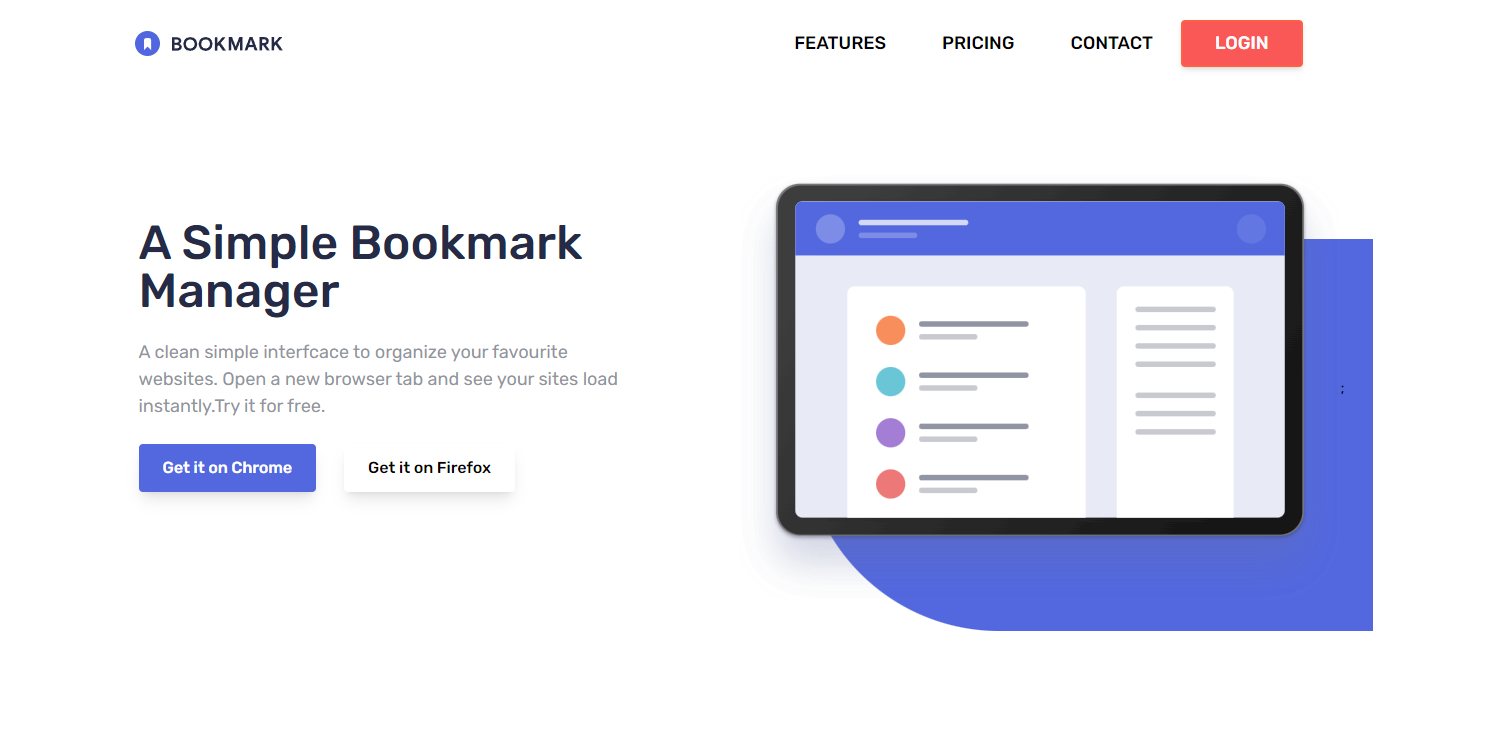 BOOKMARK
FEATURES PRICING CONTACT LOGIN
A Simple Bookmark
Manager
A clean simple interfcace to organize your favourite
websites. Open a new browser tab and see your sites load
instantly.Try it for free.
;
Get it on Chrome Get it on Firefox